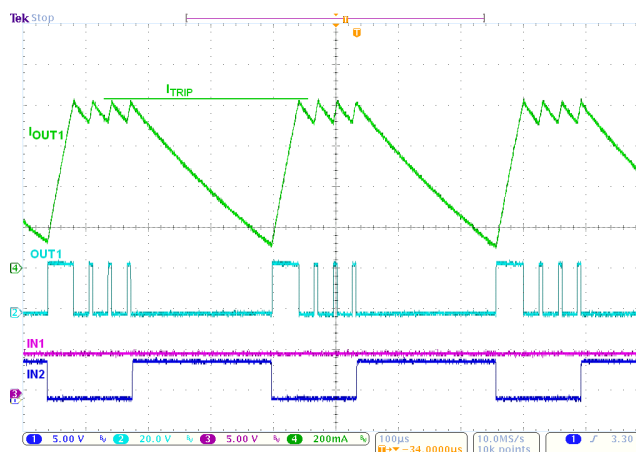 Tek Stop
T
T
ITRIP
IOUT1
OUT1
4
2
IN1
3
IN2
1 5.00 V 2 20.0 V 3 5.00 V 4 200mA
100µs
T→▼ −34.0000µs
10.0MS/s
10k points
1 ∫ 3.30